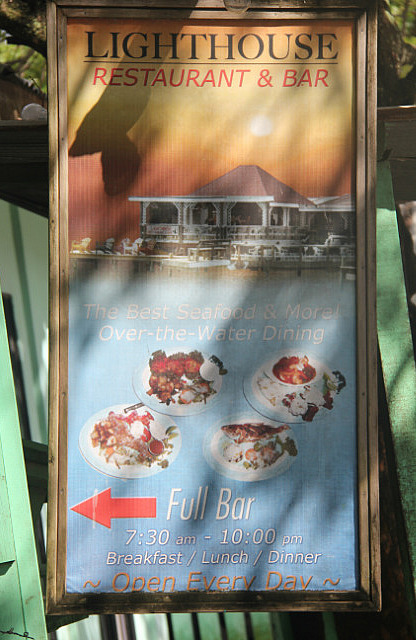 LIGHTHOUSE
RESTAURANT & BAR
The Best Seafood & More!
Over-the-Water Dining
Full Bar
7:30 am - 10:00 pm
Breakfast / Lunch / Dinner
~ Open Every Day ~